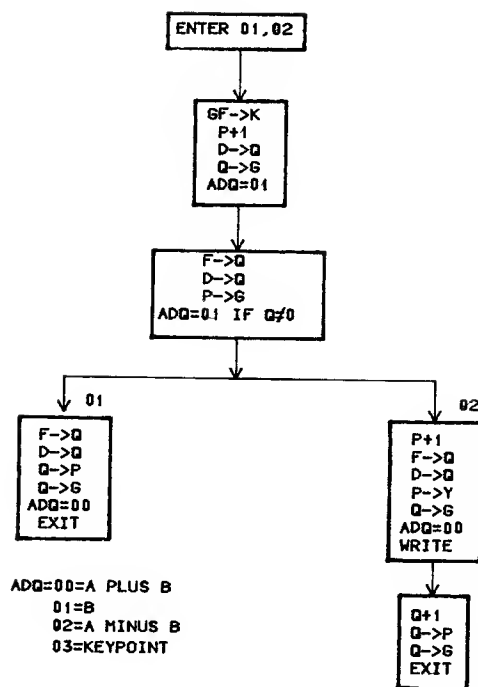 ENTER 01,02
GF->K
P+1
D->Q
Q->G
ADQ=01
F->Q
D->Q
P->G
ADQ=01 IF Q≠0
01
F->Q
D->Q
Q->P
Q->G
ADQ=00
EXIT
02
P+1
F->Q
D->Q
P->Y
Q->G
ADQ=00
WRITE
Q+1
Q->P
Q->G
EXIT
ADQ=00=A PLUS B
01=B
02=A MINUS B
03=KEYPOINT